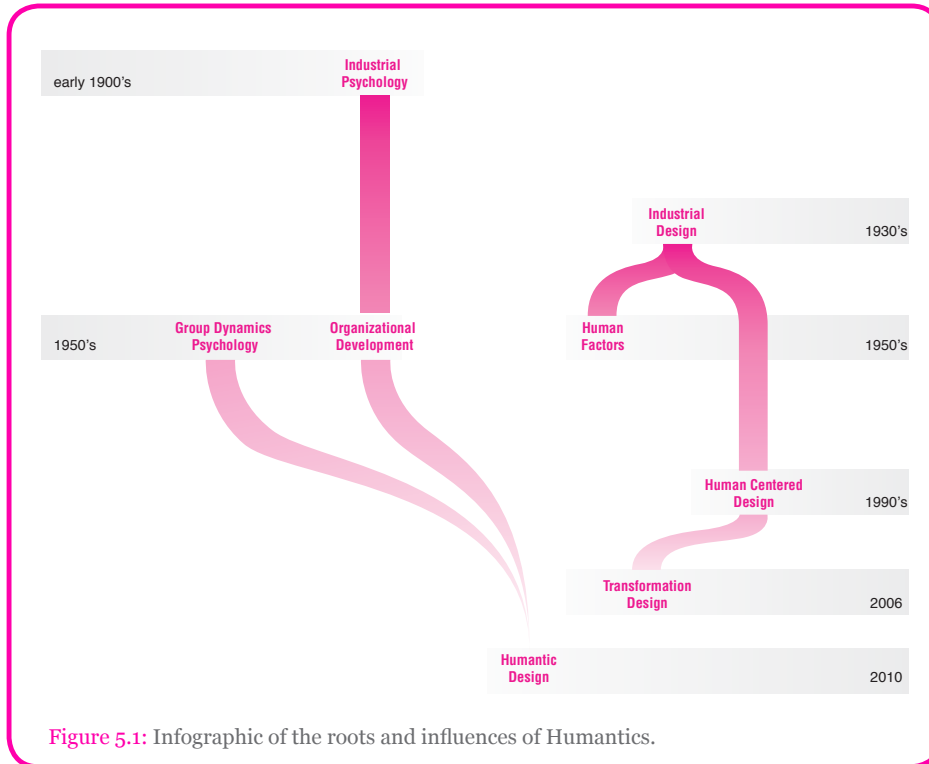 Industrial
Psychology
early 1900's
Industrial
Design
1930's
Group Dynamics
Psychology
Organizational
Development
1950's
Human
Factors
1950's
Human Centered
Design
1990's
Transformation
Design
2006
Humantic
Design
2010
Figure 5.1: Infographic of the roots and influences of Humantics.